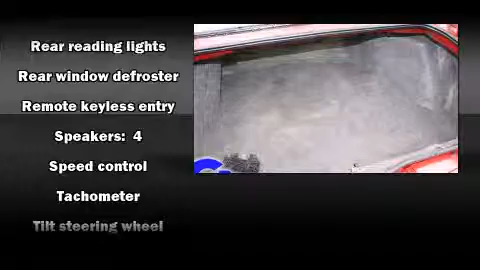 Rear reading lights
Rear window defroster
Remote keyless entry
Speakers: 4
Speed control
Tachometer
Tilt steering wheel